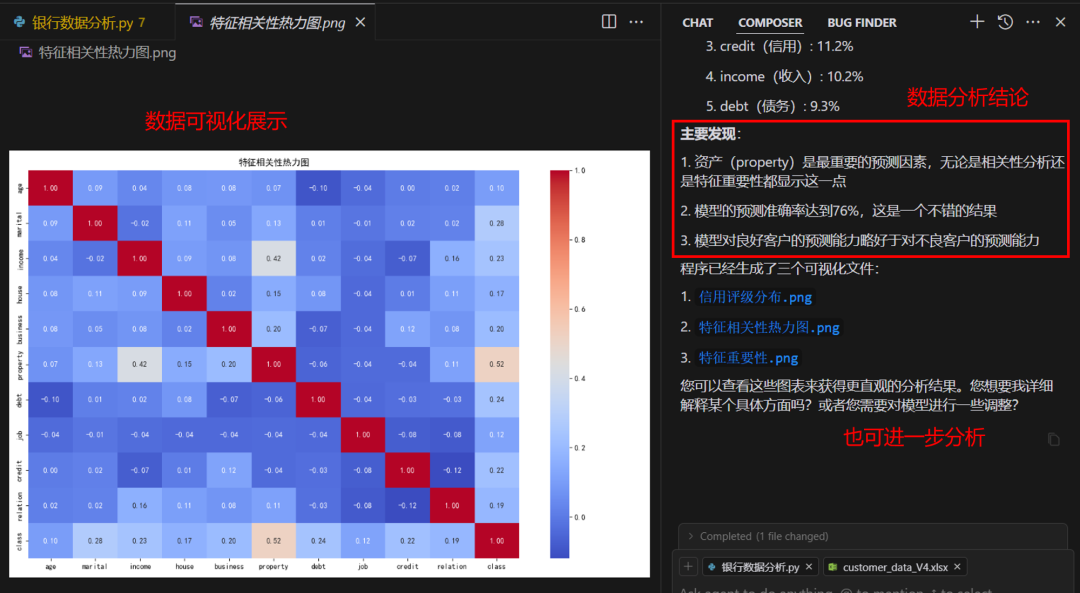 银行数据分析.py 7
特征相关性热力图.png
特征相关性热力图.png
数据可视化展示
特征相关性热力图
age 1.00 0.09 0.04 0.08 0.08 0.07 -0.10 -0.04 0.00 0.02 0.10
marital 0.09 1.00 -0.02 0.11 0.05 0.13 0.01 -0.01 0.02 0.02 0.28
income 0.04 -0.02 1.00 0.09 0.08 0.42 0.02 -0.04 -0.07 0.16 0.23
house 0.08 0.11 0.09 1.00 0.02 0.15 0.08 -0.04 0.01 0.11 0.17
business 0.08 0.05 0.08 0.02 1.00 0.20 -0.07 -0.04 0.12 0.08 0.20
property 0.07 0.13 0.42 0.15 0.20 1.00 -0.06 -0.04 -0.04 0.11 0.52
debt -0.10 0.01 0.02 0.08 -0.07 -0.06 1.00 -0.04 -0.03 -0.03 0.24
job -0.04 -0.01 -0.04 -0.04 -0.04 -0.04 -0.04 1.00 -0.08 -0.08 0.12
credit 0.00 0.02 -0.07 0.01 0.12 -0.04 -0.03 -0.08 1.00 -0.12 0.22
relation 0.02 0.02 0.16 0.11 0.08 0.11 -0.03 -0.08 -0.12 1.00 0.19
class 0.10 0.28 0.23 0.17 0.20 0.52 0.24 0.12 0.22 0.19 1.00
age marital income house business property debt job credit relation class
1.0
0.8
0.6
0.4
0.2
0.0
CHAT COMPOSER BUG FINDER
3. credit（信用）: 11.2%
4. income（收入）: 10.2%
5. debt（债务）: 9.3%
数据分析结论
主要发现：
1. 资产（property）是最重要的预测因素，无论是相关性分析还
是特征重要性都显示这一点
2. 模型的预测准确率达到76%，这是一个不错的结果
3. 模型对良好客户的预测能力略好于对不良客户的预测能力
程序已经生成了三个可视化文件：
1. 信用评级分布.png
2. 特征相关性热力图.png
3. 特征重要性.png
您可以查看这些图表来获得更直观的分析结果。您想要我详细
解释某个具体方面吗？或者您需要对模型进行一些调整？
也可进一步分析
Completed (1 file changed)
银行数据分析.py customer_data_V4.xlsx
Ask agent to do anything, @ to mention, * to select